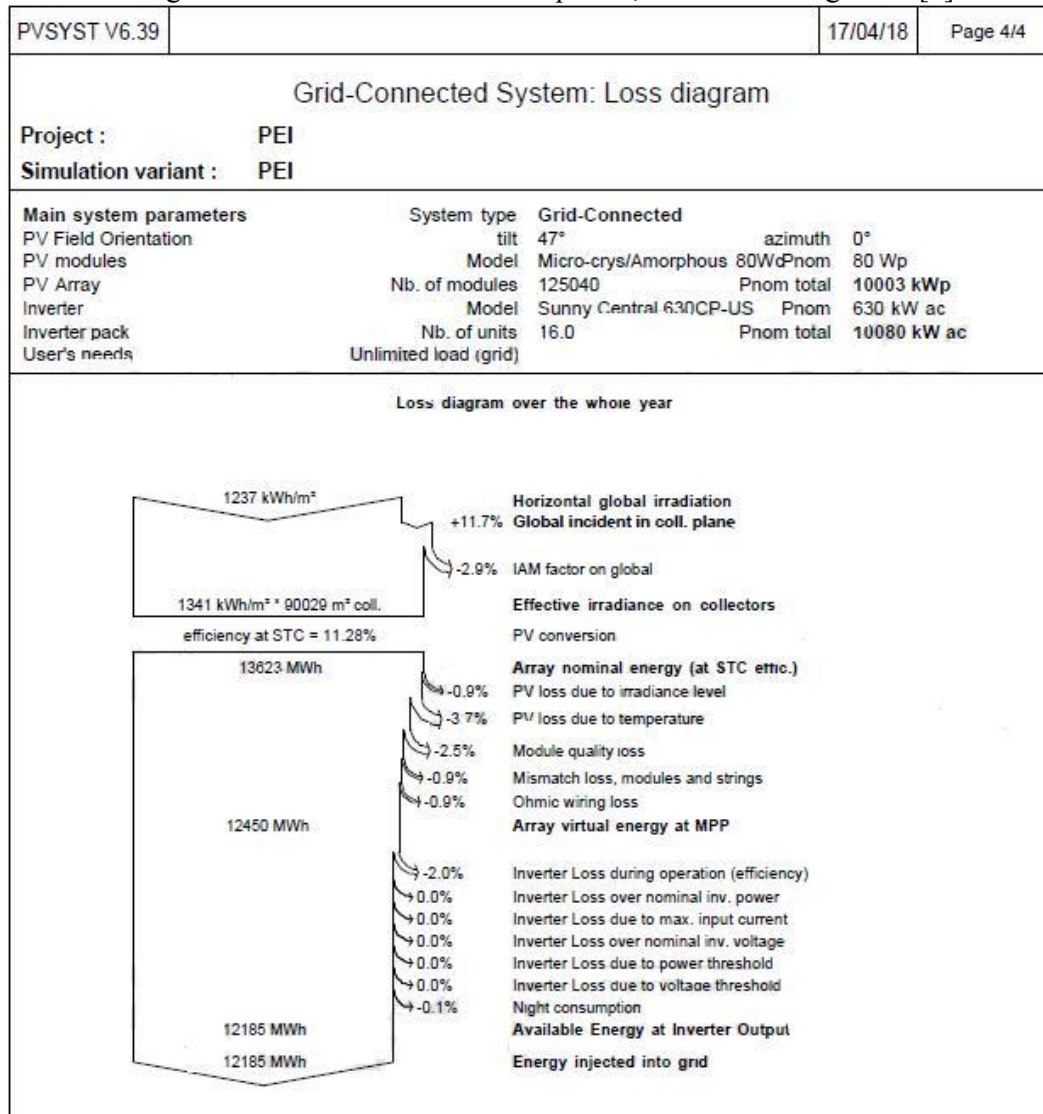 PVSYST V6.39 17/04/18 Page 4/4
Grid-Connected System: Loss diagram
Project : PEI
Simulation variant : PEI
Main system parameters System type Grid-Connected
PV Field Orientation tilt 47° azimuth 0°
PV modules Model Micro-crys/Amorphous 80Wc Pnom 80 Wp
PV Array Nb. of modules 125040 Pnom total 10003 kWp
Inverter Model Sunny Central 630CP-US Pnom 630 kW ac
Inverter pack Nb. of units 16.0 Pnom total 10080 kW ac
User's needs Unlimited load (grid)
Loss diagram over the whole year
1237 kWh/m² Horizontal global irradiation
+11.7% Global incident in coll. plane
-2.9% IAM factor on global
1341 kWh/m² * 90029 m² coll. Effective irradiance on collectors
efficiency at STC = 11.28% PV conversion
13623 MWh Array nominal energy (at STC effic.)
-0.9% PV loss due to irradiance level
-3.7% PV loss due to temperature
-2.5% Module quality loss
-0.9% Mismatch loss, modules and strings
-0.9% Ohmic wiring loss
12450 MWh Array virtual energy at MPP
-2.0% Inverter Loss during operation (efficiency)
0.0% Inverter Loss over nominal inv. power
0.0% Inverter Loss due to max. input current
0.0% Inverter Loss over nominal inv. voltage
0.0% Inverter Loss due to power threshold
0.0% Inverter Loss due to voltage threshold
-0.1% Night consumption
12185 MWh Available Energy at Inverter Output
12185 MWh Energy injected into grid